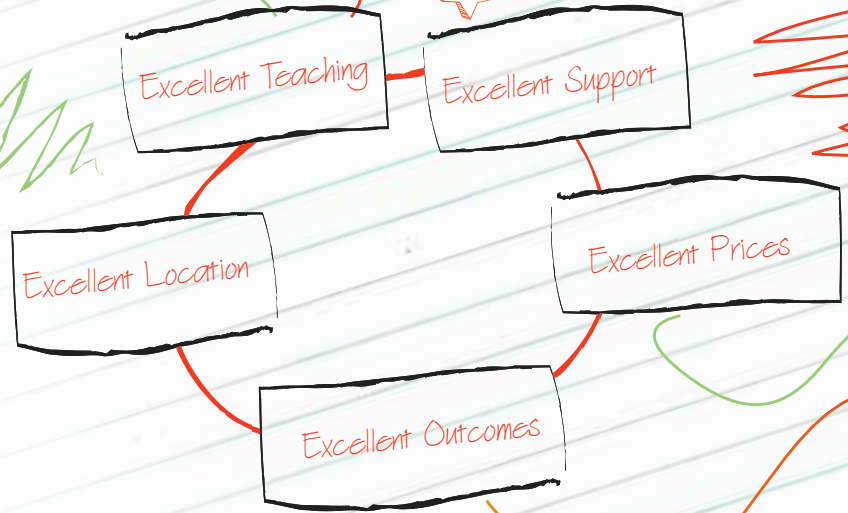 Excellent Teaching
Excellent Support
Excellent Location
Excellent Prices
Excellent Outcomes